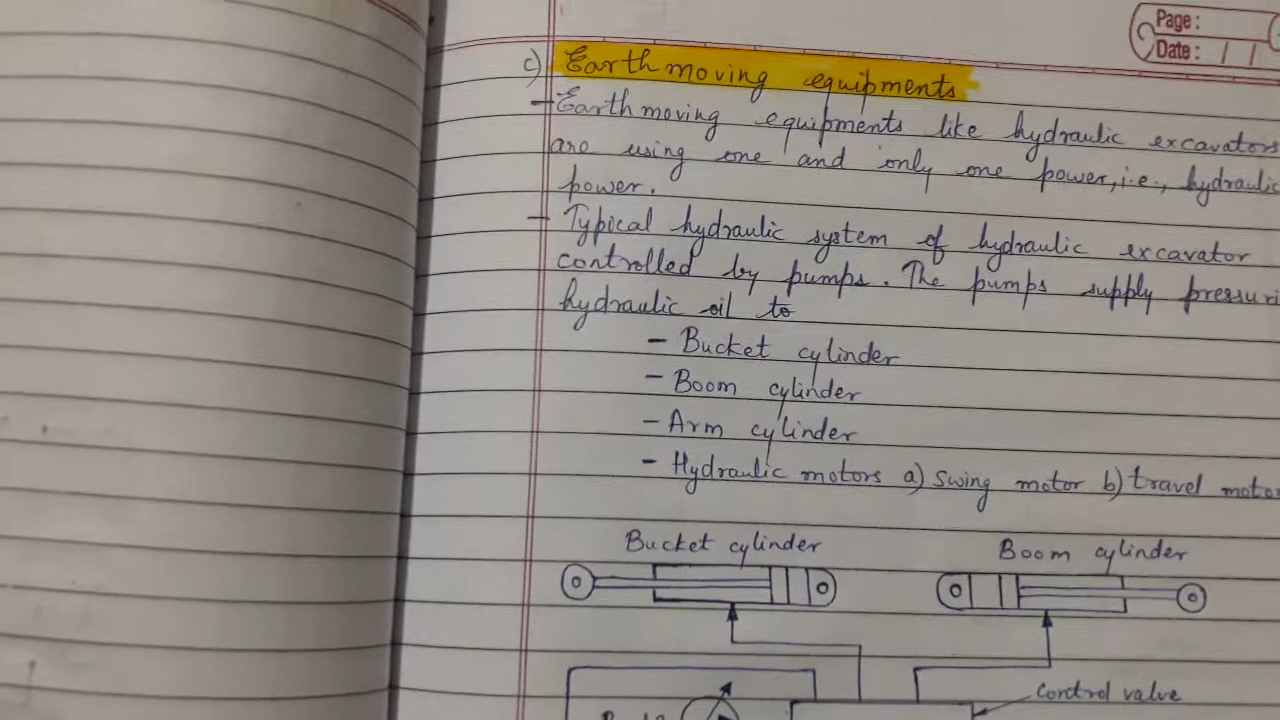 Page:
Date: / /
c) Earthmoving equipments
- Earthmoving equipments like hydraulic excavators
are using one and only one power, i.e., hydraulic
power.
- Typical hydraulic system of hydraulic excavator
controlled by pumps. The pumps supply
hydraulic oil to
- Bucket cylinder
- Boom cylinder
- Arm cylinder
- Hydraulic motors a) Swing motor b) travel motor
Bucket cylinder
Boom cylinder
Control valve